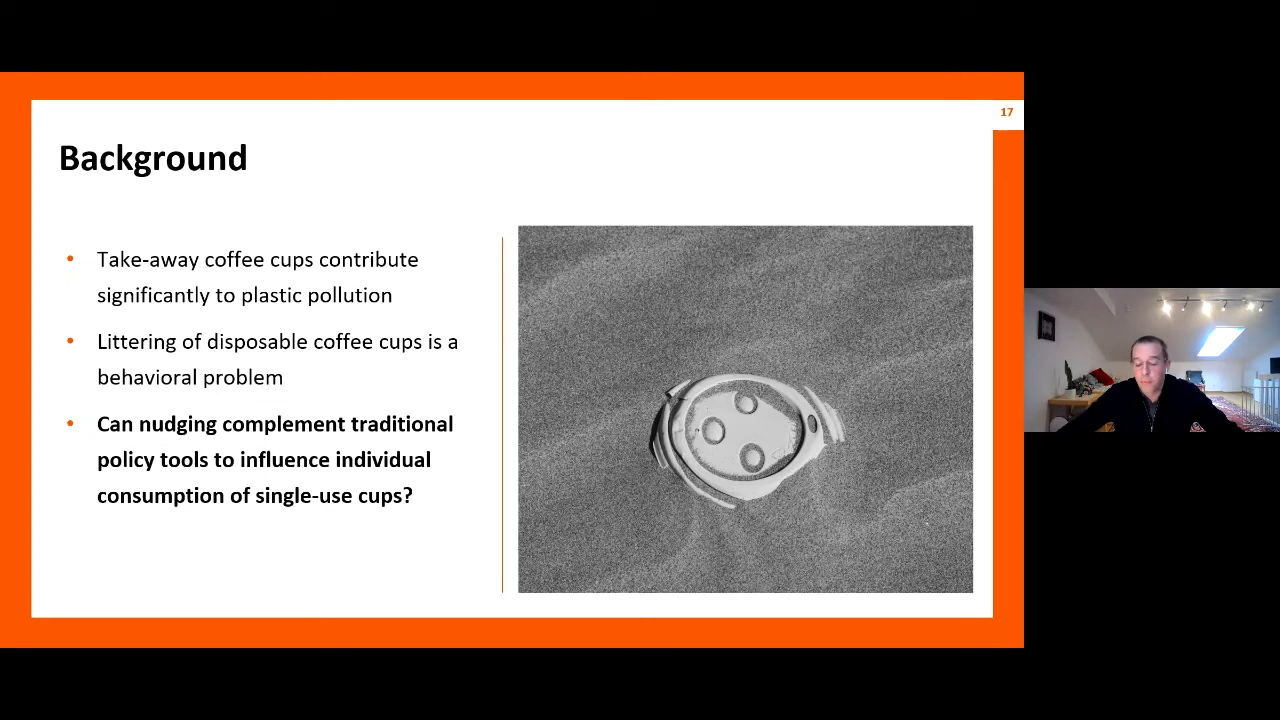 17
Background
• Take-away coffee cups contribute
significantly to plastic pollution
• Littering of disposable coffee cups is a
behavioral problem
• Can nudging complement traditional
policy tools to influence individual
consumption of single-use cups?